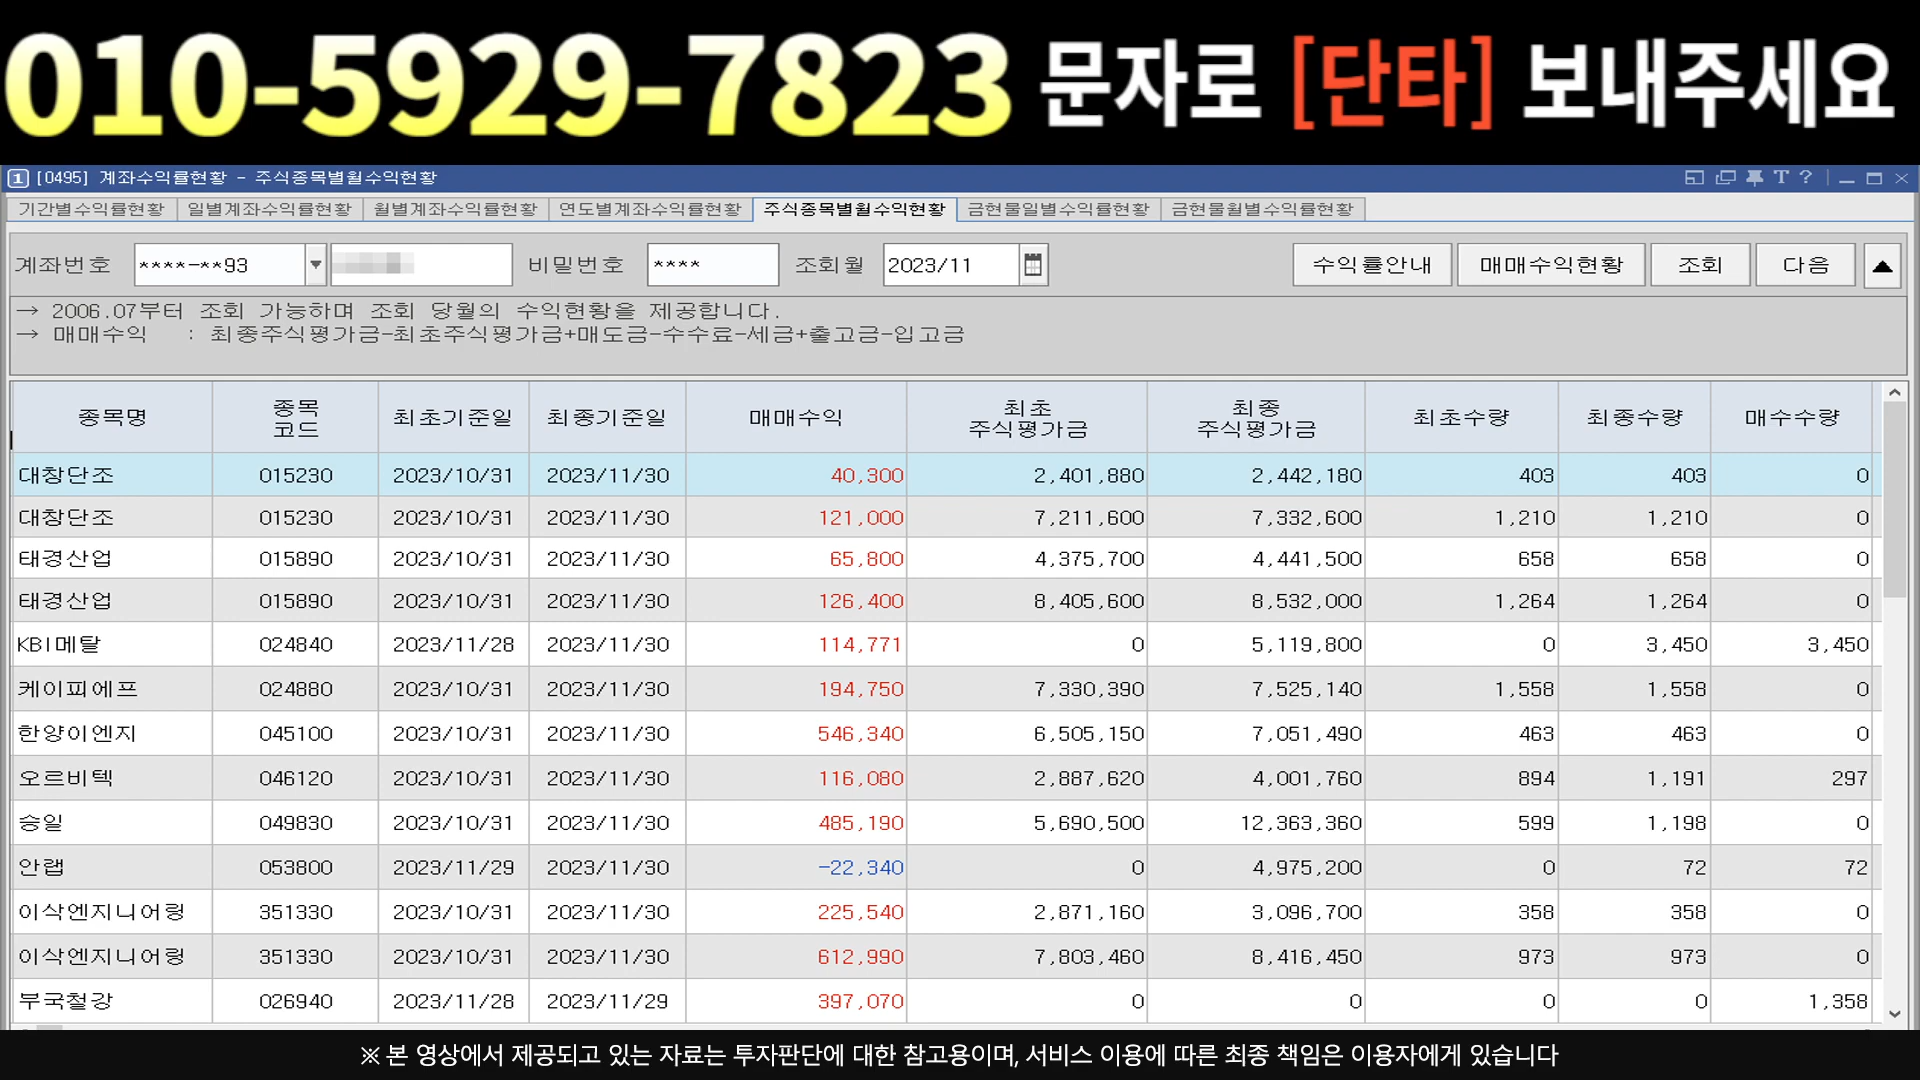 010-5929-7823 문자로 [단타] 보내주세요
1 [0495] 계좌수익률현황 - 주식종목별월수익현황
기간별수익률현황 일별계좌수익률현황 월별계좌수익률현황 연도별계좌수익률현황 주식종목별월수익현황 금현물일별수익률현황 금현물월별수익률현황
계좌번호 ****-**93 비밀번호 **** 조회월 2023/11 수익률안내 매매수익현황 조회 다음
→ 2006.07부터 조회 가능하며 조회 당월의 수익현황을 제공합니다.
→ 매매수익 : 최종주식평가금-최초주식평가금+매도금-수수료-세금+출고금-입고금
종목명 종목코드 최초기준일 최종기준일 매매수익 최초주식평가금 최종주식평가금 최초수량 최종수량 매수수량
대창단조 015230 2023/10/31 2023/11/30 40,300 2,401,880 2,442,180 403 403 0
대창단조 015230 2023/10/31 2023/11/30 121,000 7,211,600 7,332,600 1,210 1,210 0
태경산업 015890 2023/10/31 2023/11/30 65,800 4,375,700 4,441,500 658 658 0
태경산업 015890 2023/10/31 2023/11/30 126,400 8,405,600 8,532,000 1,264 1,264 0
KBI메탈 024840 2023/11/28 2023/11/30 114,771 0 5,119,800 0 3,450 3,450
케이피에프 024880 2023/10/31 2023/11/30 194,750 7,330,390 7,525,140 1,558 1,558 0
한양이엔지 045100 2023/10/31 2023/11/30 546,340 6,505,150 7,051,490 463 463 0
오르비텍 046120 2023/10/31 2023/11/30 116,080 2,887,620 4,001,760 894 1,191 297
승일 049830 2023/10/31 2023/11/30 485,190 5,690,500 12,363,360 599 1,198 0
안랩 053800 2023/11/29 2023/11/30 -22,340 0 4,975,200 0 72 72
이삭엔지니어링 351330 2023/10/31 2023/11/30 225,540 2,871,160 3,096,700 358 358 0
이삭엔지니어링 351330 2023/10/31 2023/11/30 612,990 7,803,460 8,416,450 973 973 0
부국철강 026940 2023/11/28 2023/11/29 397,070 0 0 0 0 1,358
※ 본 영상에서 제공되고 있는 자료는 투자판단에 대한 참고용이며, 서비스 이용에 따른 최종 책임은 이용자에게 있습니다